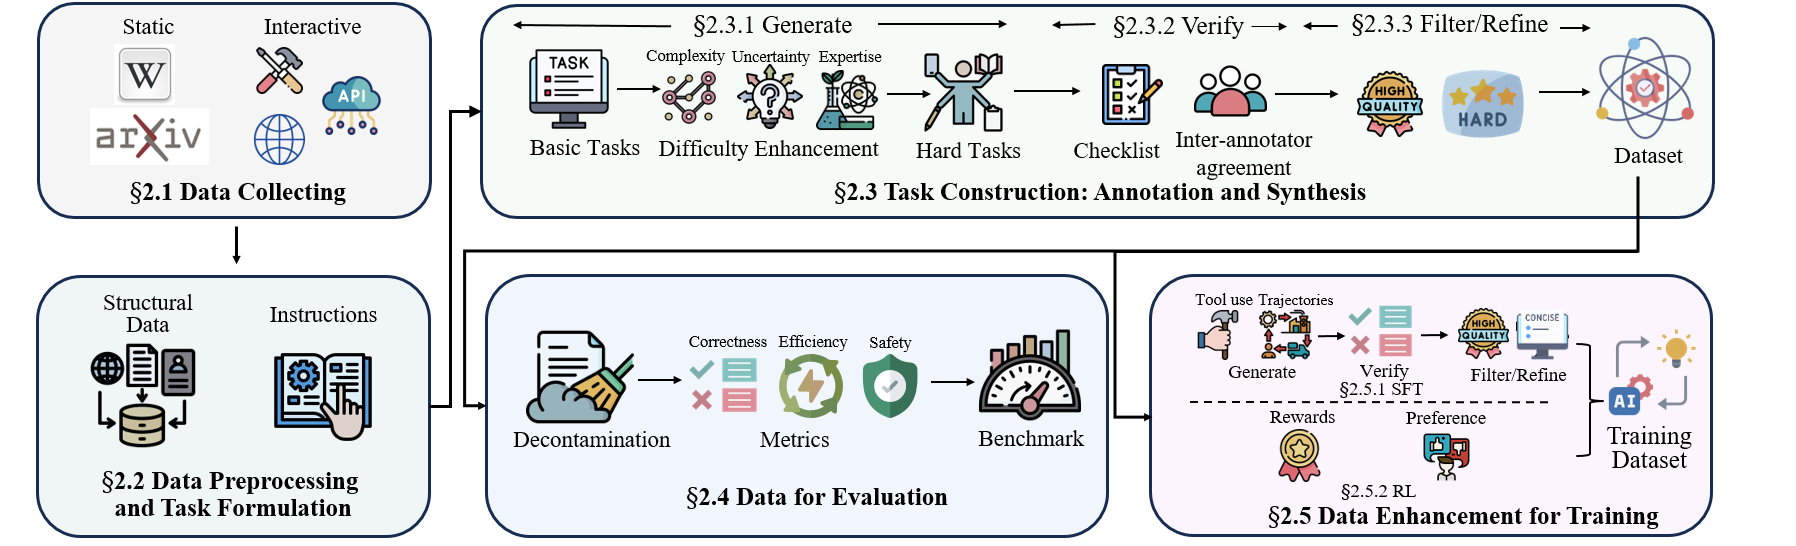 Static
Interactive
W
API
arXiv
§2.1 Data Collecting
§2.3.1 Generate
§2.3.2 Verify
§2.3.3 Filter/Refine
TASK
Complexity
Uncertainty
Expertise
HIGH
QUALITY
HARD
Basic Tasks
Difficulty Enhancement
Hard Tasks
Checklist
Inter-annotator
agreement
Dataset
§2.3 Task Construction: Annotation and Synthesis
Structural
Data
Instructions
§2.2 Data Preprocessing
and Task Formulation
Correctness
Efficiency
Safety
Decontamination
Metrics
Benchmark
§2.4 Data for Evaluation
Tool use
Trajectories
HIGH
QUALITY
CONCISE
Generate
Verify
Filter/Refine
§2.5.1 SFT
AI
Rewards
Preference
Training
Dataset
§2.5.2 RL
§2.5 Data Enhancement for Training